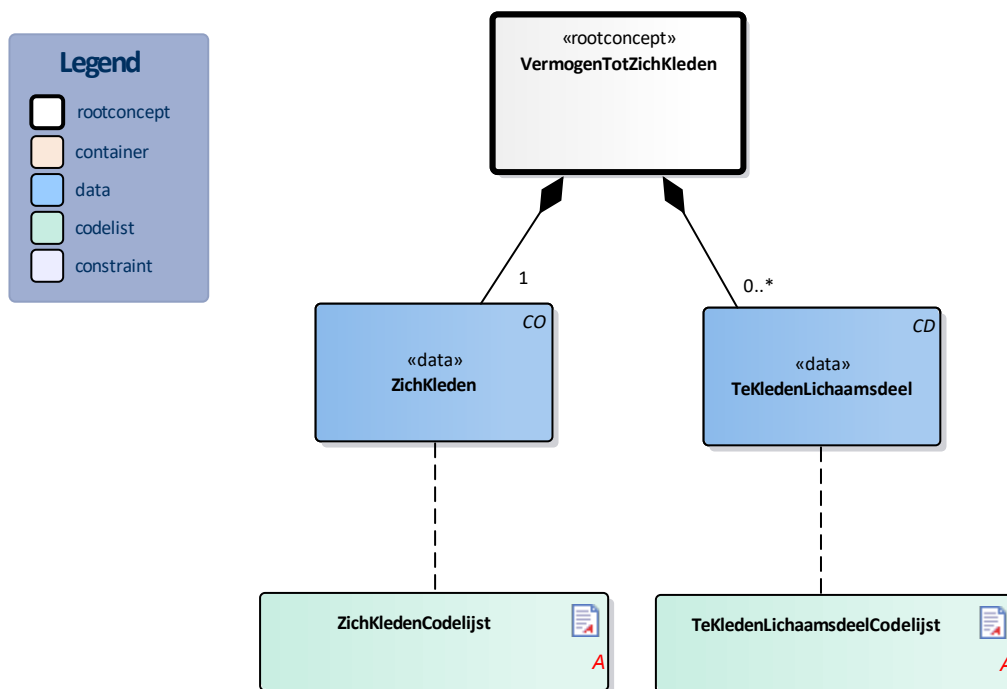 Legend
rootconcept
container
data
codelist
constraint
«rootconcept»
VermogenTotZichKleden
1
0..*
CO
«data»
ZichKleden
CD
«data»
TeKledenLichaamsdeel
ZichKledenCodelijst
A
TeKledenLichaamsdeelCodelijst
A